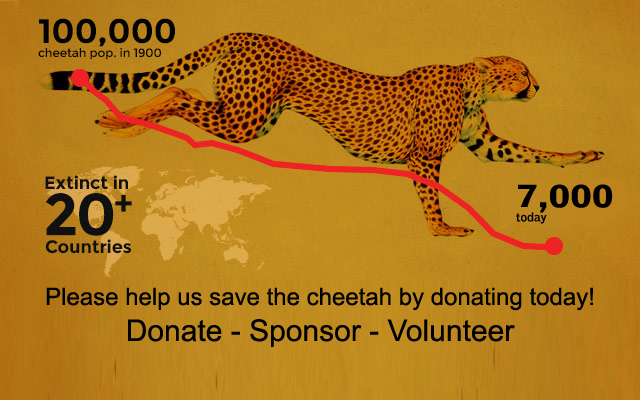 100,000
cheetah pop. in 1900
Extinct in
20+
Countries
7,000
today
Please help us save the cheetah by donating today!
Donate - Sponsor - Volunteer